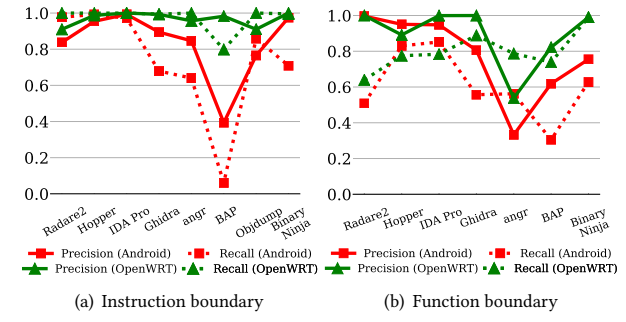 1.0
0.8
0.6
0.4
0.2
0.0
Radare2
Hopper
IDA Pro
Ghidra
angr
BAP
Objdump
Binary
Ninja
Precision (Android)
Recall (Android)
Precision (OpenWRT)
Recall (OpenWRT)
(a) Instruction boundary
1.0
0.8
0.6
0.4
0.2
0.0
Radare2
Hopper
IDA Pro
Ghidra
angr
BAP
Binary
Ninja
Precision (Android)
Recall (Android)
Precision (OpenWRT)
Recall (OpenWRT)
(b) Function boundary